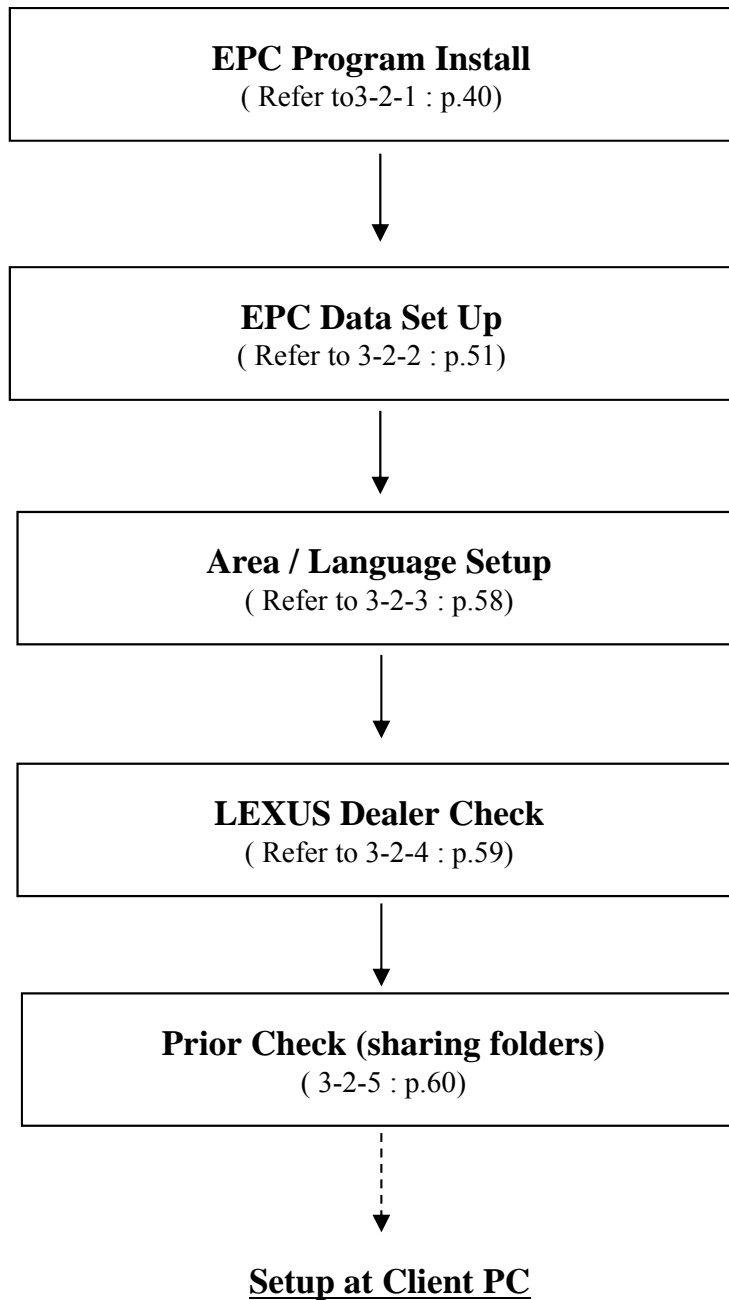 EPC Program Install
( Refer to3-2-1 : p.40)
EPC Data Set Up
( Refer to 3-2-2 : p.51)
Area / Language Setup
( Refer to 3-2-3 : p.58)
LEXUS Dealer Check
( Refer to 3-2-4 : p.59)
Prior Check (sharing folders)
( 3-2-5 : p.60)
Setup at Client PC